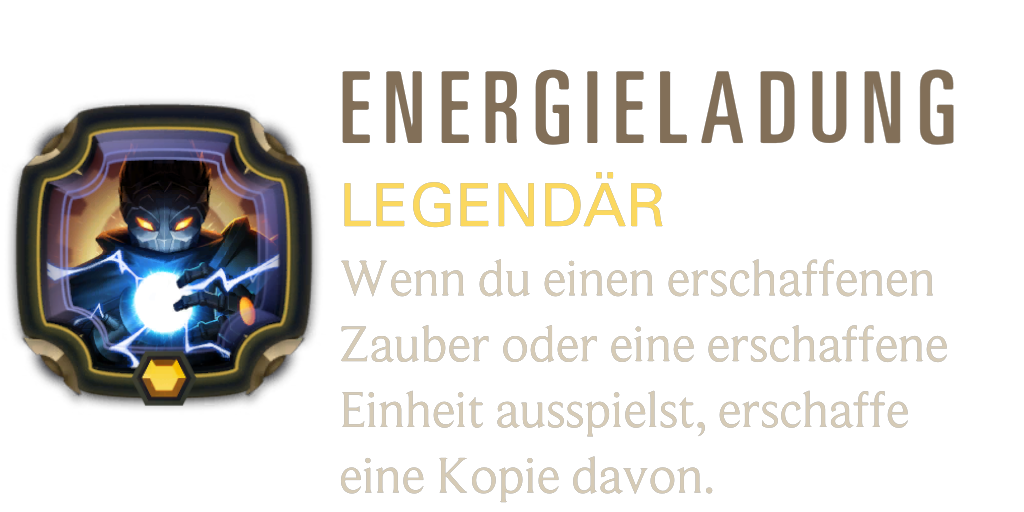 ENERGIELADUNG
LEGENDÄR
Wenn du einen erschaffenen
Zauber oder eine erschaffene
Einheit ausspielst, erschaffe
eine Kopie davon.